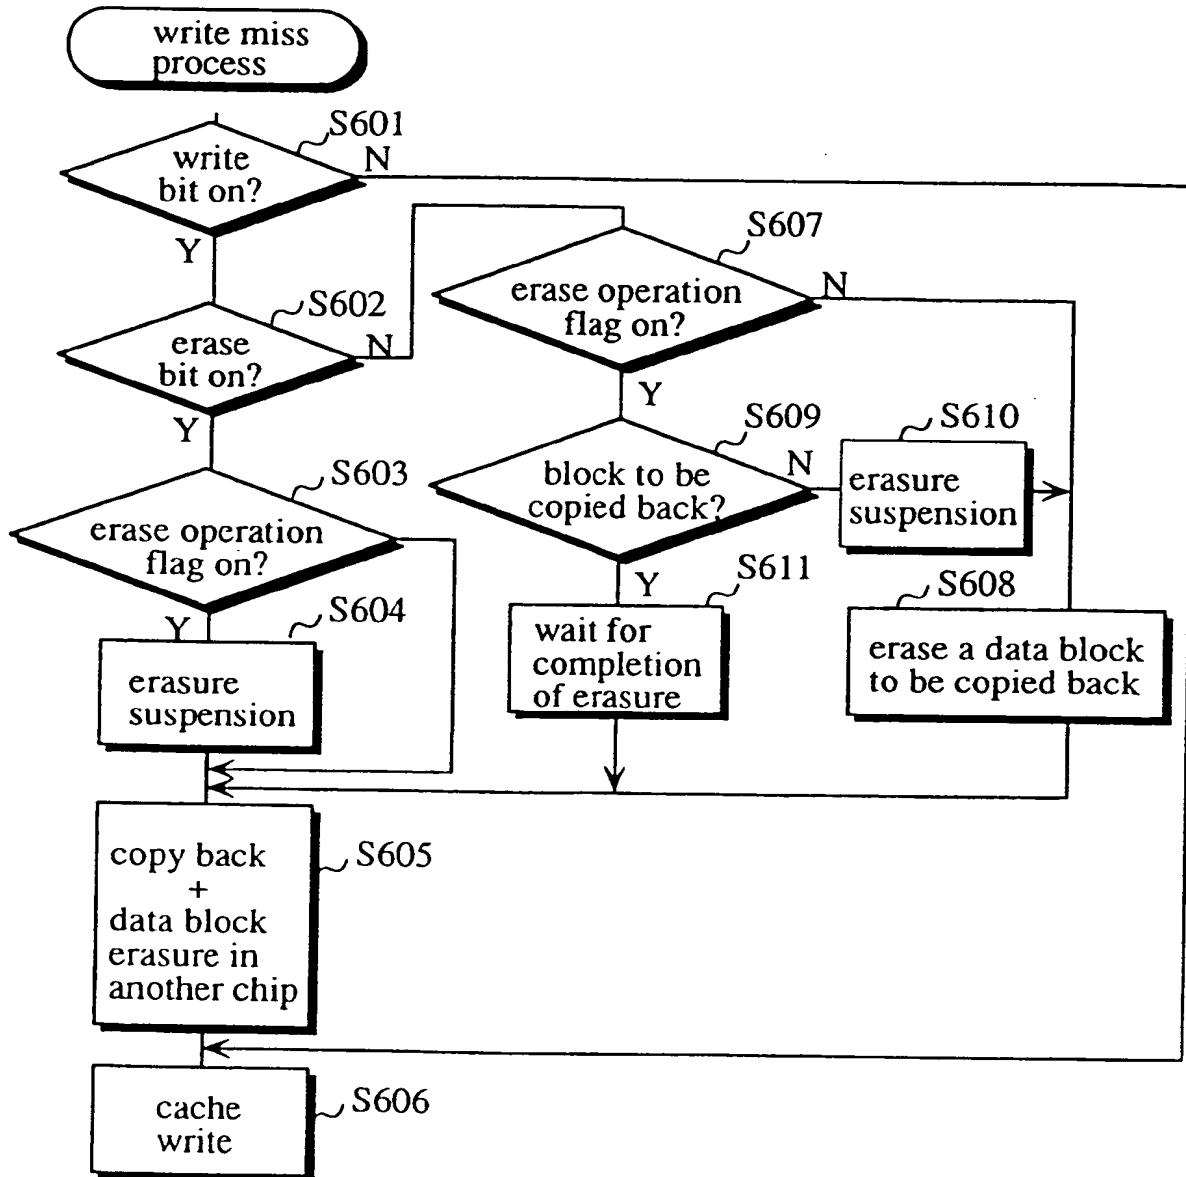 write miss
process
S601
write
bit on?
N
Y
S602
erase
bit on?
N
Y
S603
erase operation
flag on?
Y
S604
erasure
suspension
S607
erase operation
flag on?
N
Y
S609
block to be
copied back?
N
Y
S610
erasure
suspension
S611
wait for
completion
of erasure
S608
erase a data block
to be copied back
S605
copy back
+
data block
erasure in
another chip
S606
cache
write